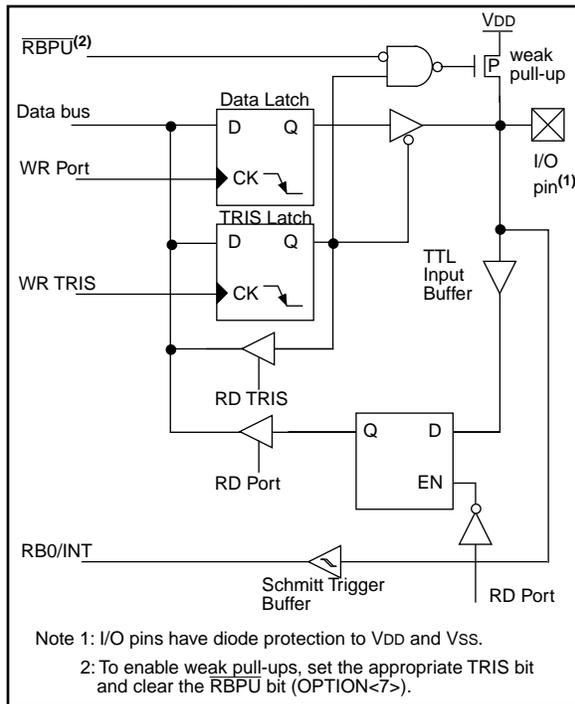 VDD
RBPU(2)
P
weak
pull-up
Data bus
Data Latch
D
Q
I/O
pin(1)
WR Port
CK
TRIS Latch
D
Q
TTL
Input
Buffer
WR TRIS
CK
RD TRIS
Q
D
RD Port
EN
RB0/INT
Schmitt Trigger
Buffer
RD Port
Note 1: I/O pins have diode protection to VDD and VSS.
2: To enable weak pull-ups, set the appropriate TRIS bit
and clear the RBPU bit (OPTION<7>).